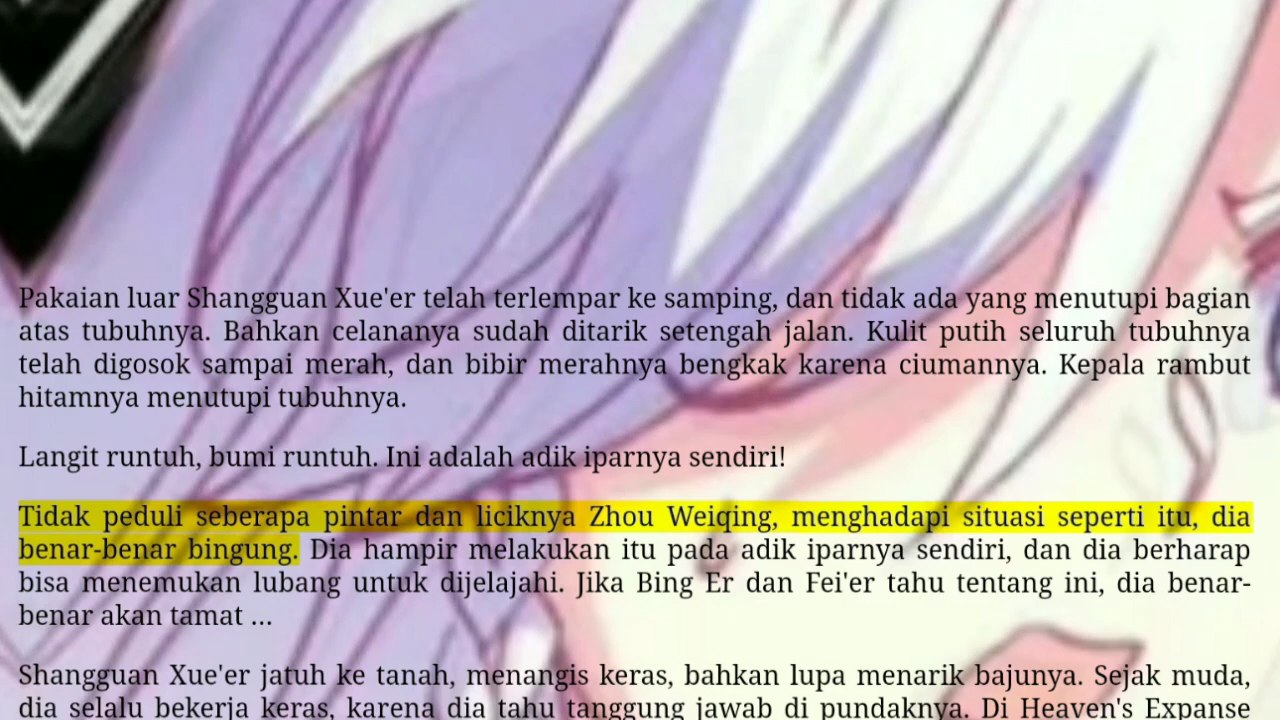 Pakaian luar Shangguan Xue'er telah terlempar ke samping, dan tidak ada yang menutupi bagian
atas tubuhnya. Bahkan celananya sudah ditarik setengah jalan. Kulit putih seluruh tubuhnya
telah digosok sampai merah, dan bibir merahnya bengkak karena ciumannya. Kepala rambut
hitamnya menutupi tubuhnya.
Langit runtuh, bumi runtuh. Ini adalah adik iparnya sendiri!
Tidak peduli seberapa pintar dan liciknya Zhou Weiqing, menghadapi situasi seperti itu, dia
benar-benar bingung. Dia hampir melakukan itu pada adik iparnya sendiri, dan dia berharap
bisa menemukan lubang untuk dijelajahi. Jika Bing Er dan Fei'er tahu tentang ini, dia benar-
benar akan tamat ...
Shangguan Xue'er jatuh ke tanah, menangis keras, bahkan lupa menarik bajunya. Sejak muda,
dia selalu bekerja keras, karena dia tahu tanggung jawab di pundaknya. Di Heaven's Expanse